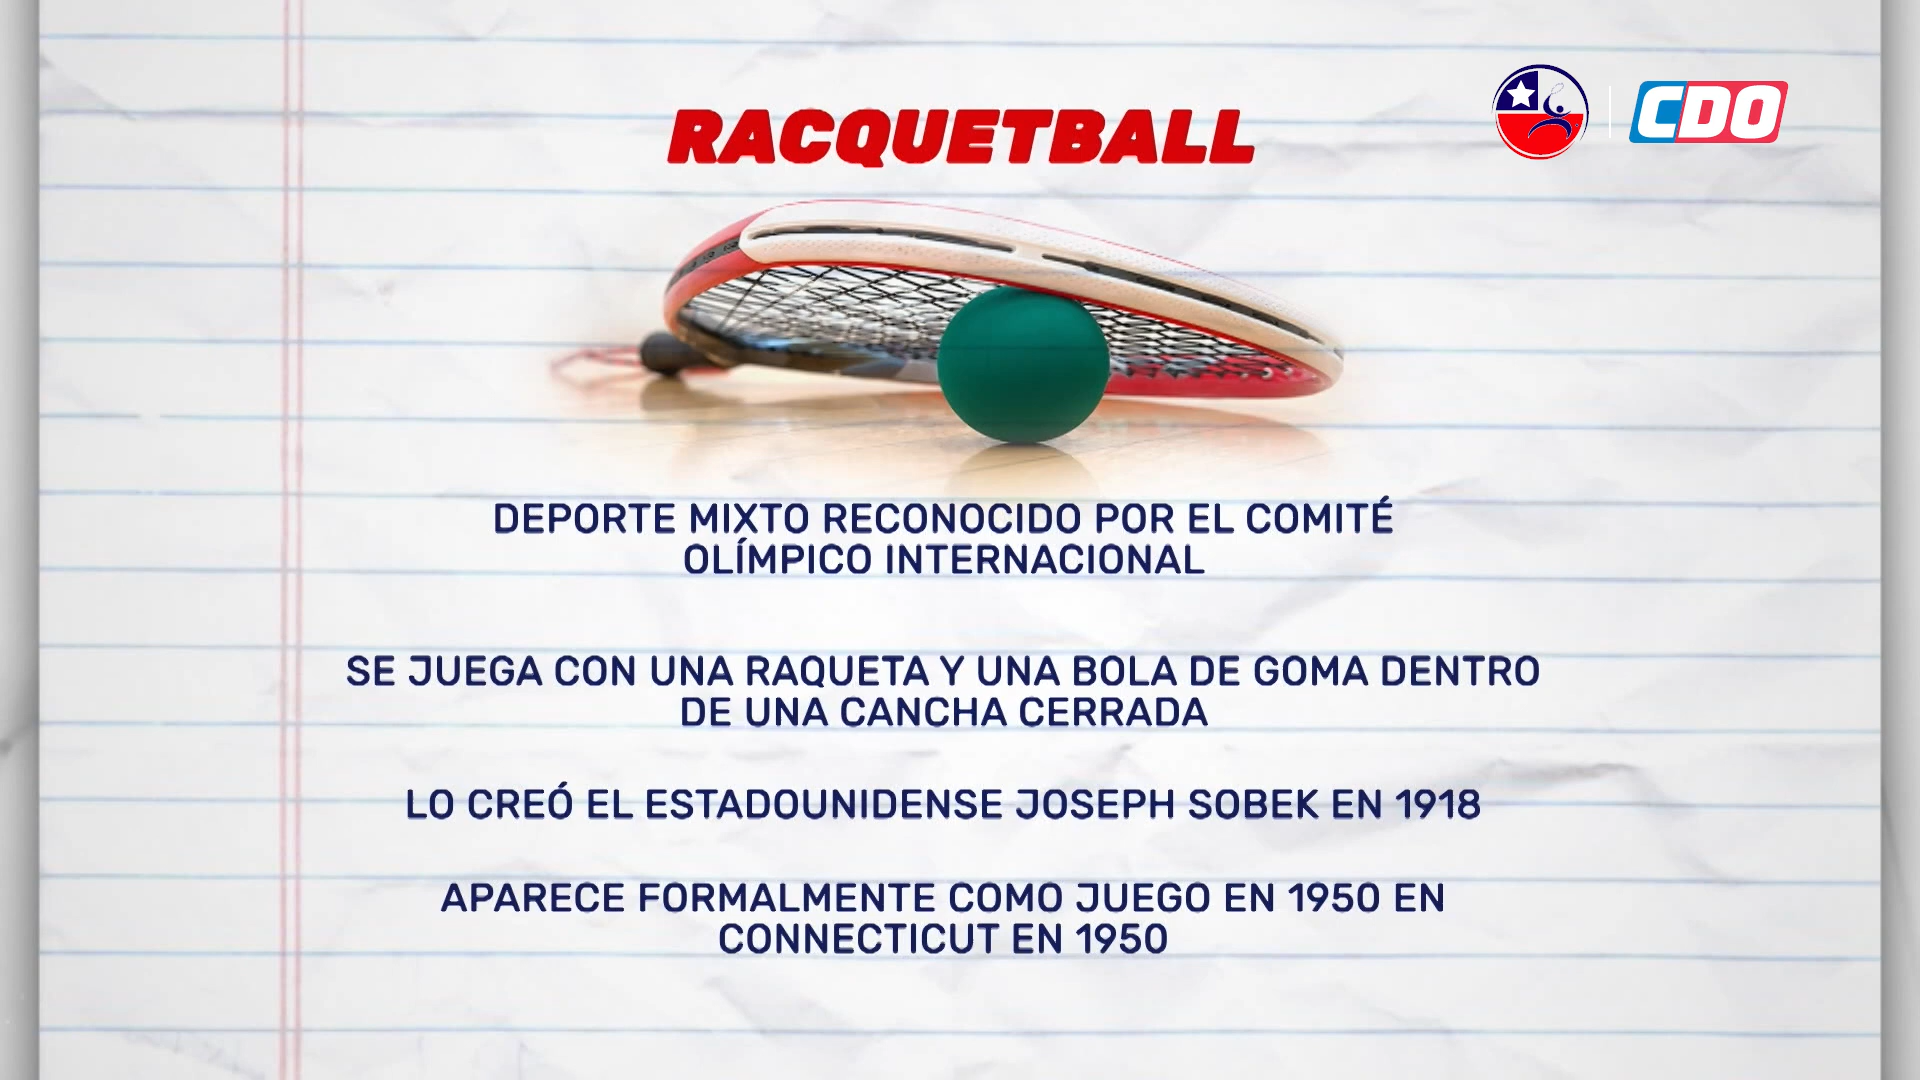 RACQUETBALL
CDO
DEPORTE MIXTO RECONOCIDO POR EL COMITÉ
OLÍMPICO INTERNACIONAL
SE JUEGA CON UNA RAQUETA Y UNA BOLA DE GOMA DENTRO
DE UNA CANCHA CERRADA
LO CREÓ EL ESTADOUNIDENSE JOSEPH SOBEK EN 1918
APARECE FORMALMENTE COMO JUEGO EN 1950 EN
CONNECTICUT EN 1950